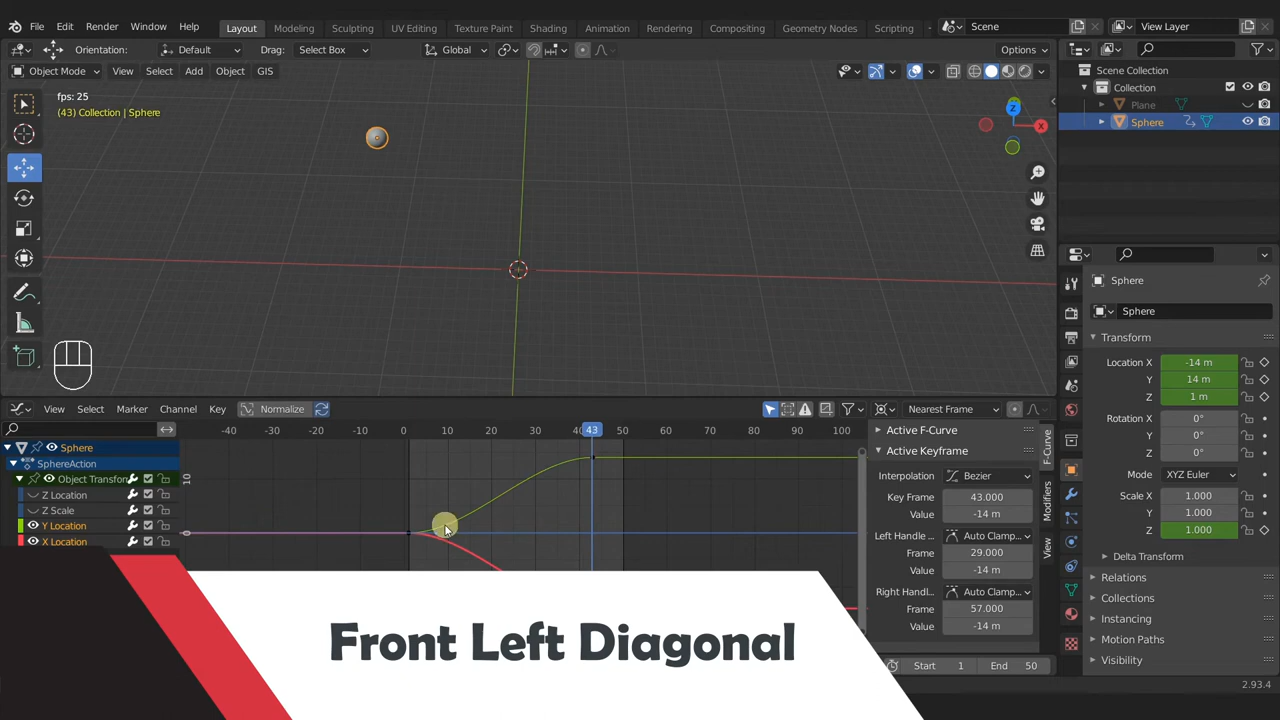 File Edit Render Window Help Layout Modeling Sculpting UV Editing Texture Paint Shading Animation Rendering Compositing Geometry Nodes Scripting Scene View Layer
Orientation: Default Drag: Select Box Global Options
Object Mode View Select Add Object GIS
fps: 25
(43) Collection | Sphere
Z
X
Scene Collection
Collection
Plane
Sphere
Sphere
Sphere
Transform
Location X -14 m
Y 14 m
Z 1 m
Rotation X 0°
Y 0°
Z 0°
Mode XYZ Euler
Scale X 1.000
Y 1.000
Z 1.000
Delta Transform
Relations
Collections
Instancing
Motion Paths
Visibility
View Select Marker Channel Key Normalize Nearest Frame
-40 -30 -20 -10 0 10 20 30 40 43 50 60 70 80 90 100
Sphere
SphereAction
Object Transform
Z Location
Z Scale
Y Location
X Location
10
0
Active F-Curve
Active Keyframe
Interpolation Bezier
Key Frame 43.000
Value -14 m
Left Handle .. Auto Clamp..
Frame 29.000
Value -14 m
Right Handl.. Auto Clamp..
Frame 57.000
Value -14 m
F-Curve
Modifiers
View
Start 1 End 50
2.93.4
Front Left Diagonal